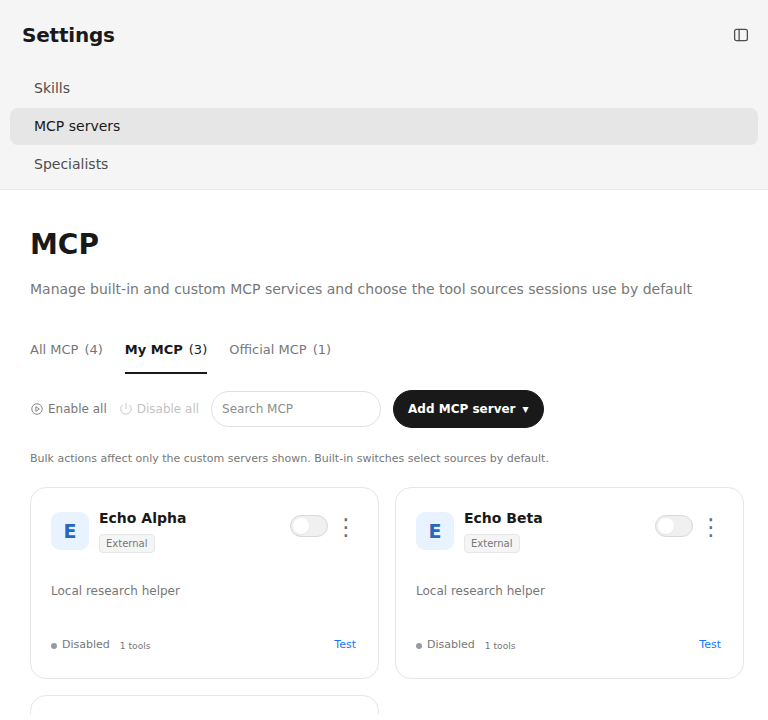 Settings
Skills
MCP servers
Specialists
MCP
Manage built-in and custom MCP services and choose the tool sources sessions use by default
All MCP (4) My MCP (3) Official MCP (1)
Enable all Disable all Search MCP Add MCP server ▾
Bulk actions affect only the custom servers shown. Built-in switches select sources by default.
E Echo Alpha
External
Local research helper
Disabled 1 tools Test
E Echo Beta
External
Local research helper
Disabled 1 tools Test